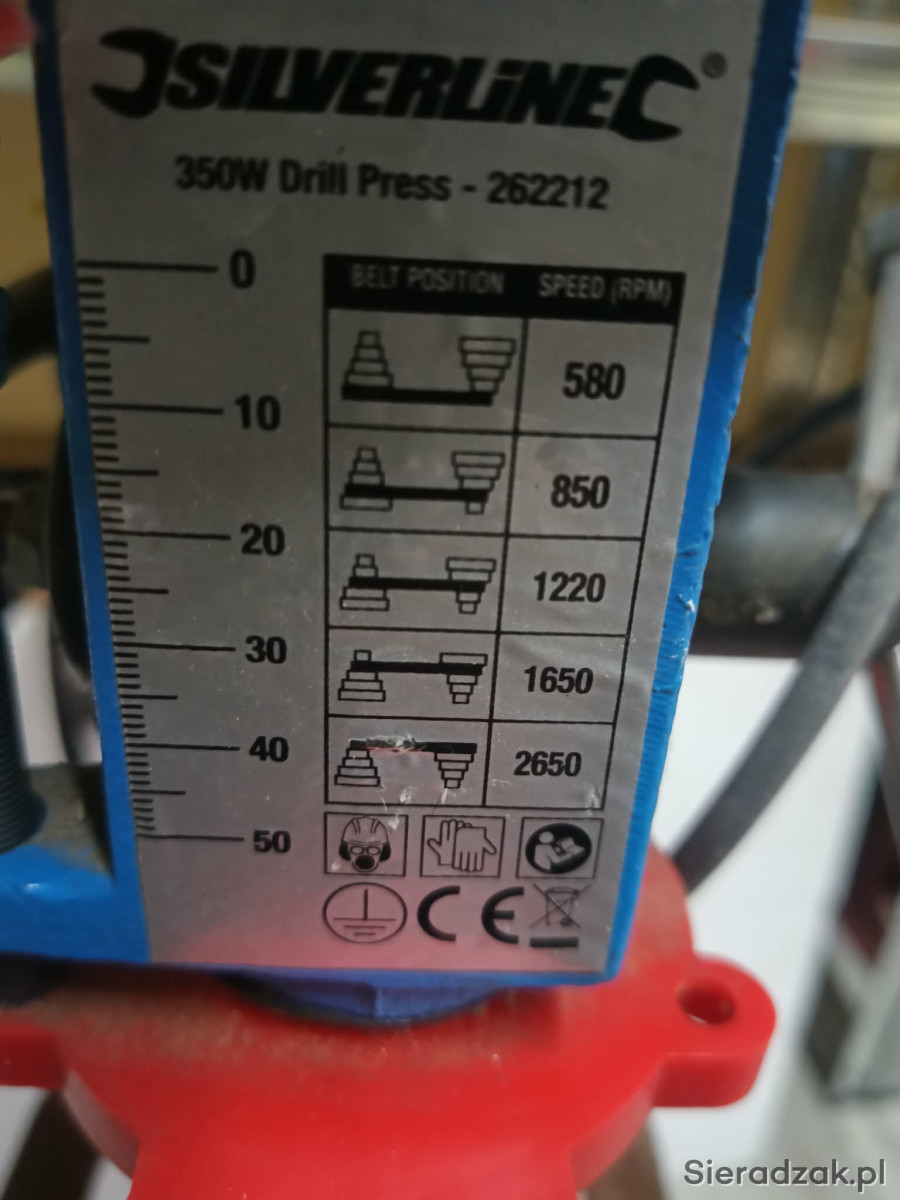 SILVERLINE®
350W Drill Press - 262212
BELT POSITION SPEED (RPM)
580
850
1220
1650
2650
0
10
20
30
40
50
CE
Sieradzak.pl